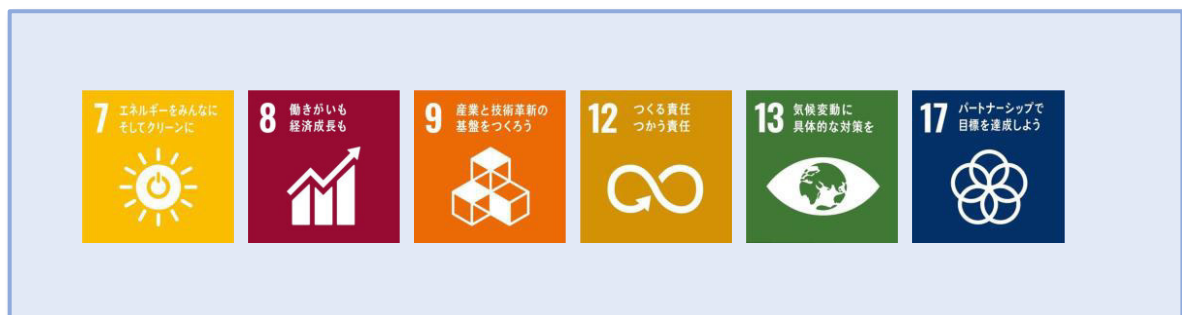 7 エネルギーをみんなに
そしてクリーンに
8 働きがいも
経済成長も
9 産業と技術革新の
基盤をつくろう
12 つくる責任
つかう責任
13 気候変動に
具体的な対策を
17 パートナーシップで
目標を達成しよう